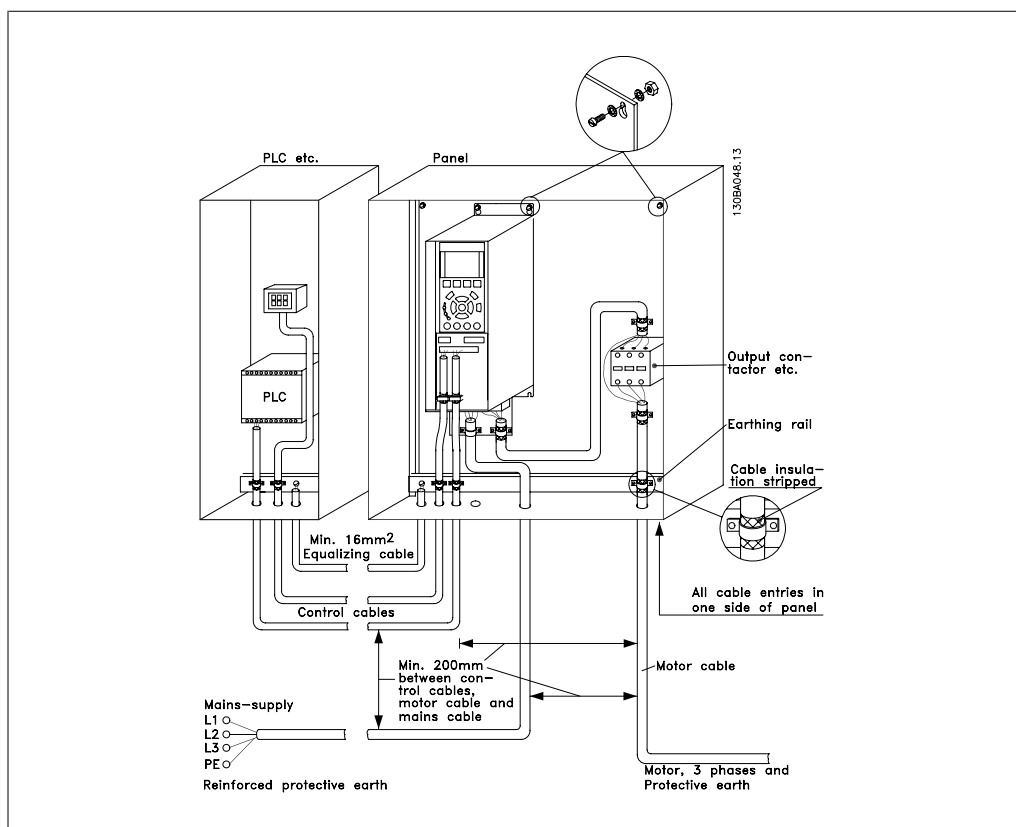 PLC etc.
Panel
130BA048.13
PLC
Output con-
tactor etc.
Earthing rail
Cable insula-
tion stripped
Min. 16mm2
Equalizing cable
Control cables
All cable entries in
one side of panel
Min. 200mm
between con-
trol cables,
motor cable and
mains cable
Motor cable
Mains-supply
L1
L2
L3
PE
Reinforced protective earth
Motor, 3 phases and
Protective earth